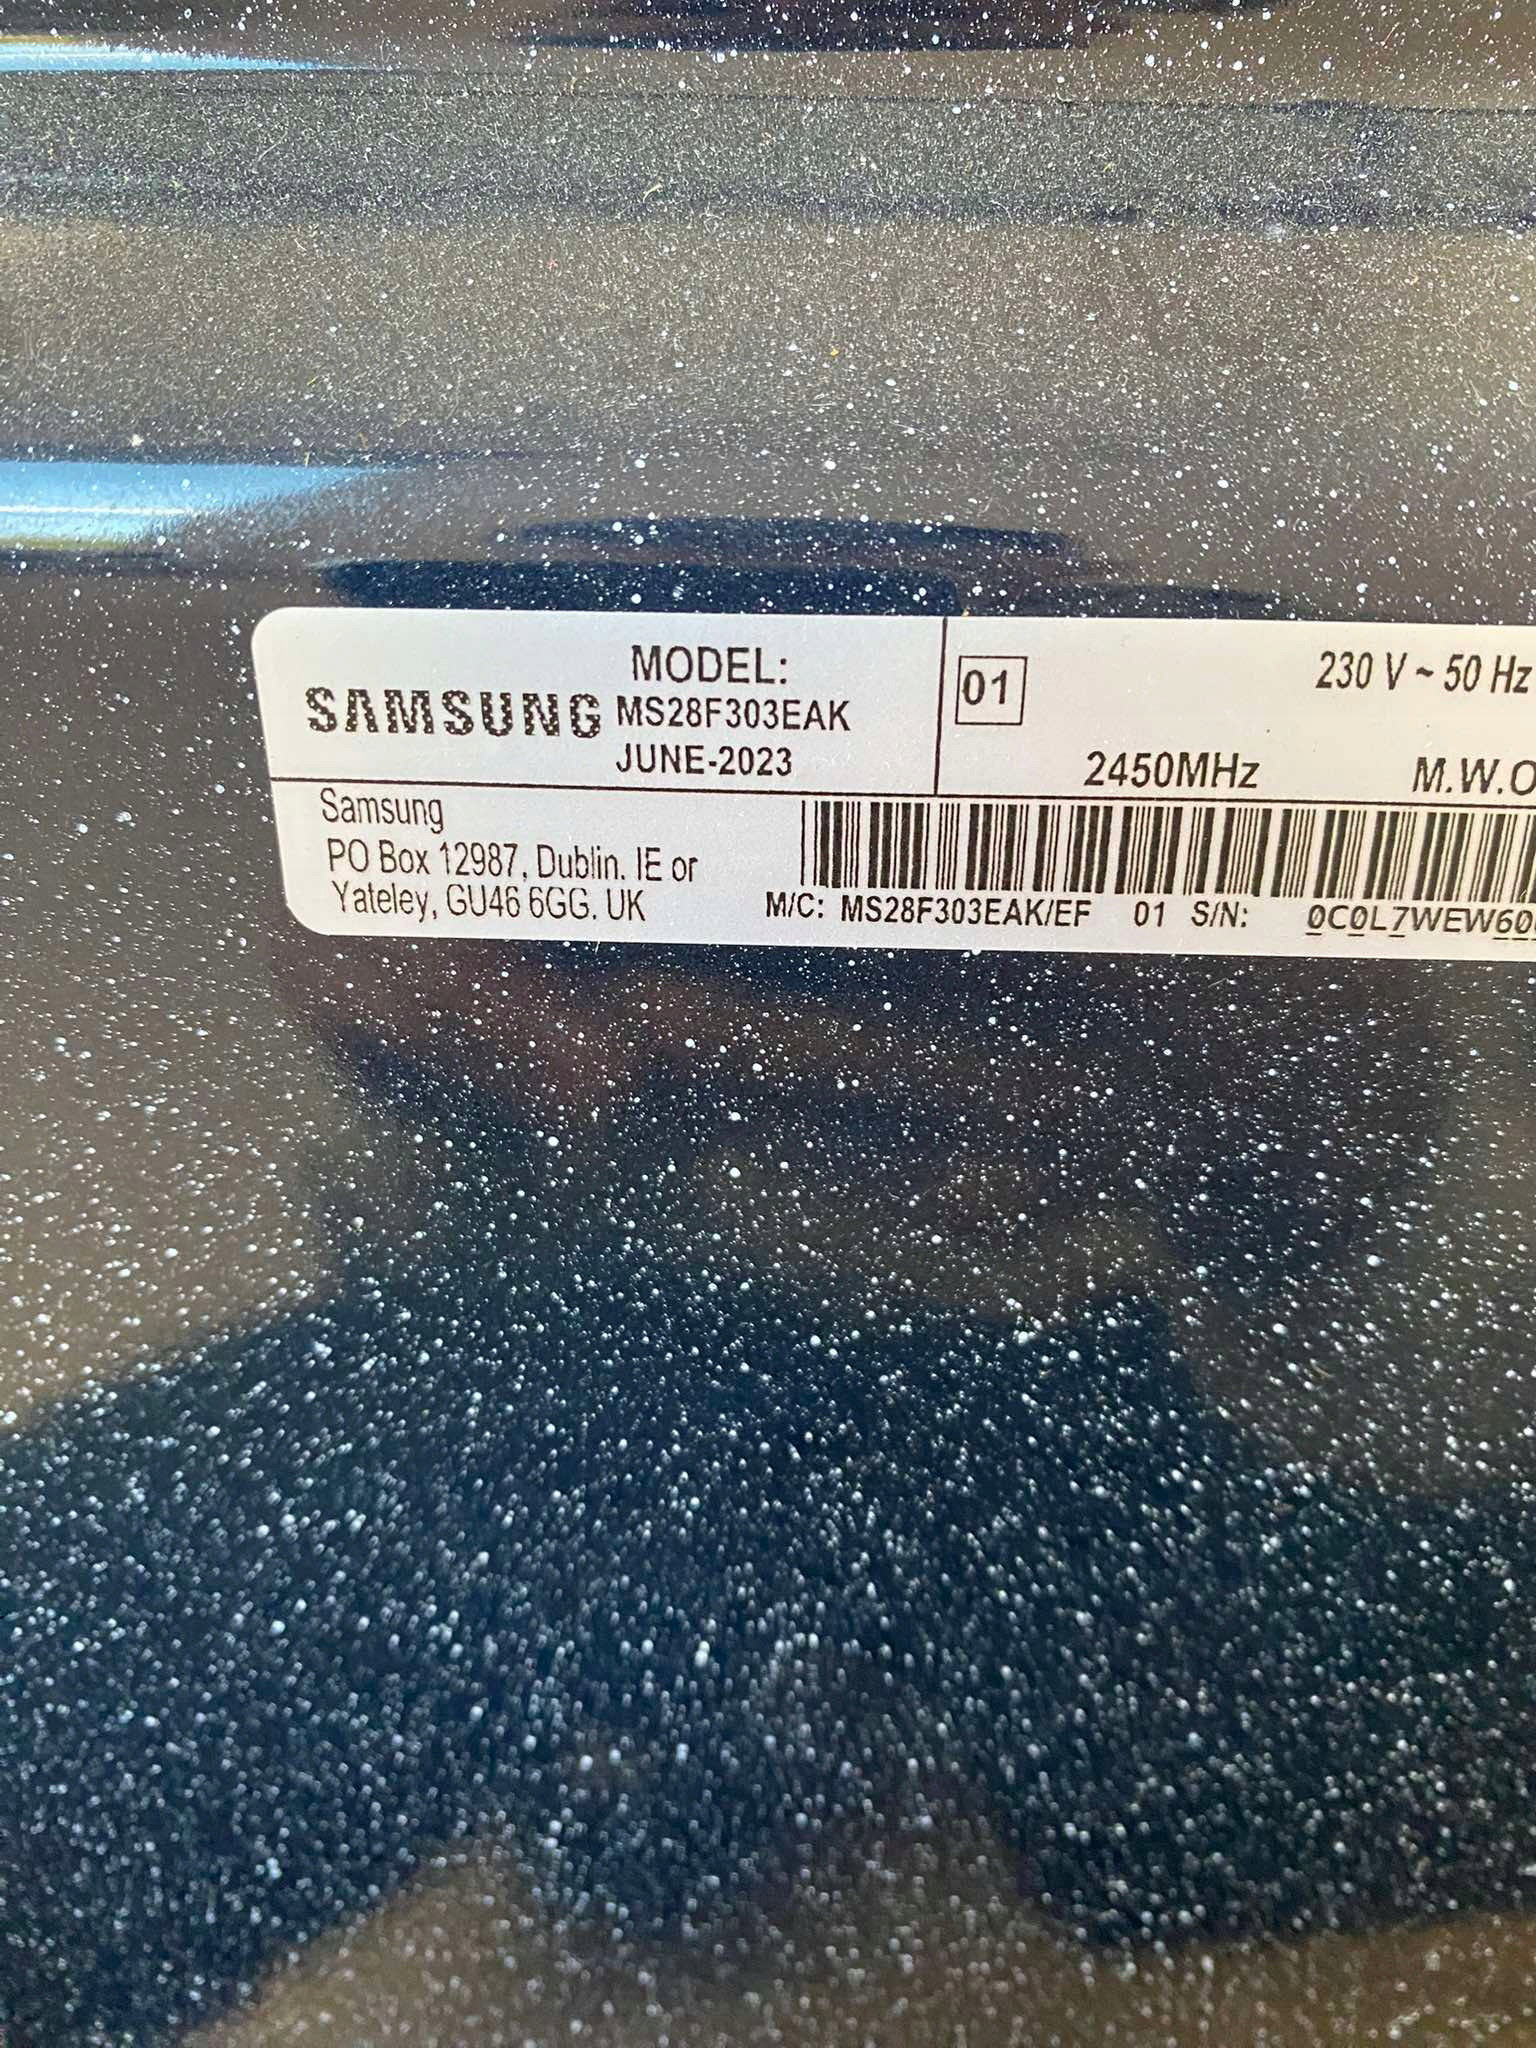 SAMSUNG
MODEL:
MS28F303EAK
JUNE-2023
01
230 V ~ 50 Hz
2450MHz
M.W.O
Samsung
PO Box 12987, Dublin. IE or
Yateley, GU46 6GG. UK
M/C: MS28F303EAK/EF 01 S/N: 0C0L7WEW60